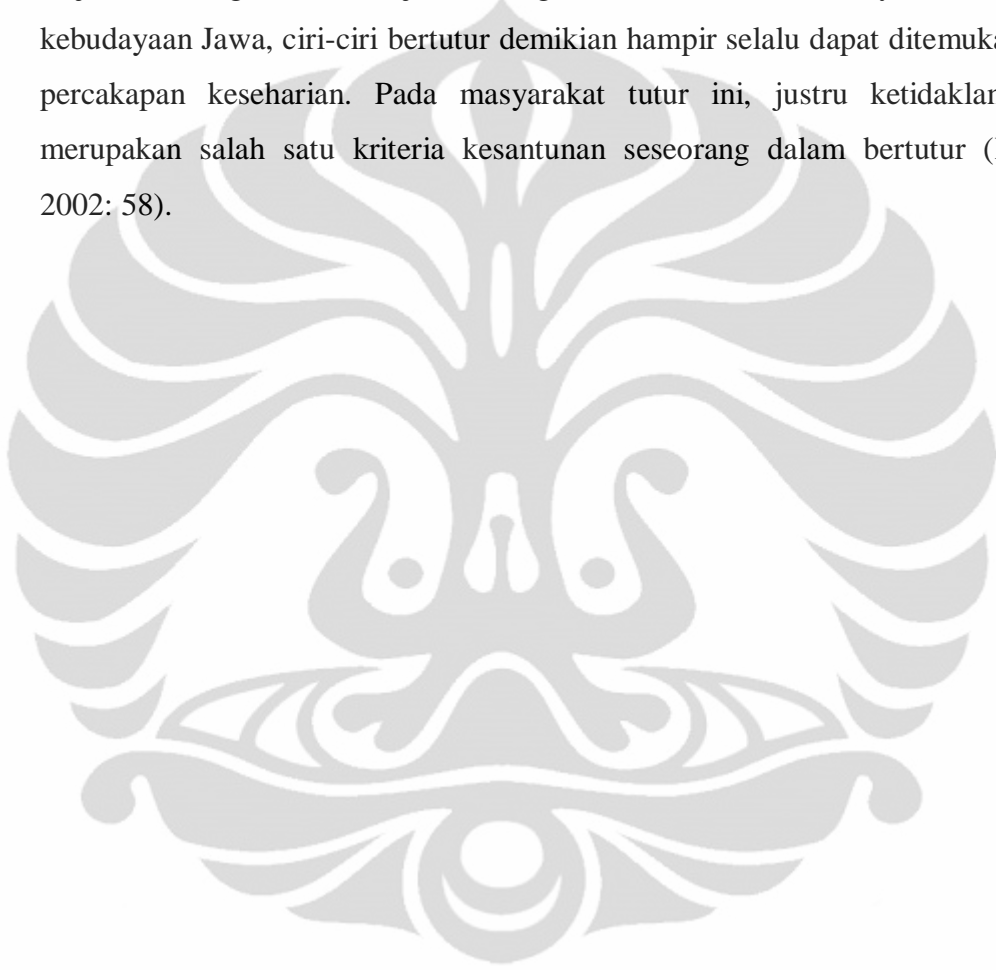 kebudayaan Jawa, ciri-ciri bertutur demikian hampir selalu dapat ditemuka
percakapan keseharian. Pada masyarakat tutur ini, justru ketidaklan
merupakan salah satu kriteria kesantunan seseorang dalam bertutur (
2002: 58).